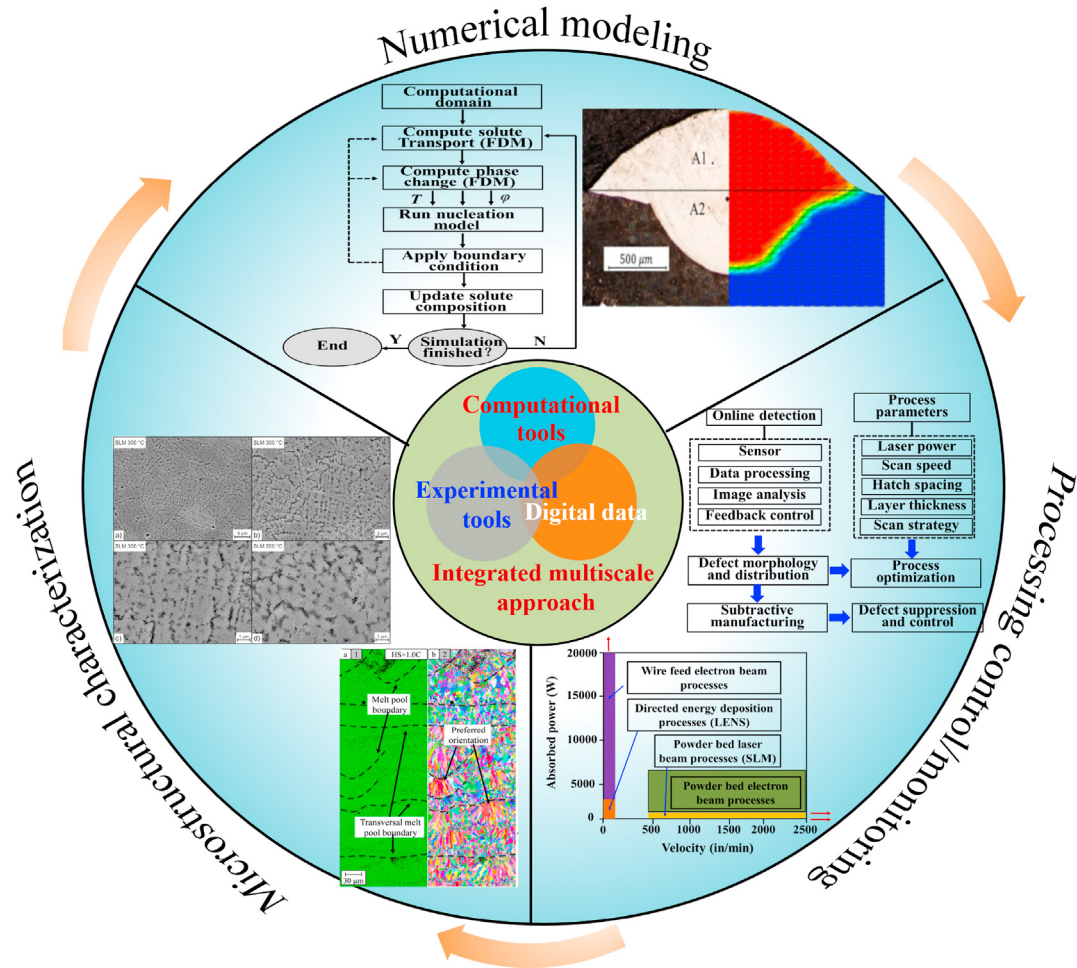 Numerical modeling
Computational
domain
Compute solute
Transport (FDM)
Compute phase
change (FDM)
T
φ
Run nucleation
model
Apply boundary
condition
Update solute
composition
End
Y
Simulation
finished?
N
A1
A2
500 μm
Computational
tools
Experimental
tools
Digital data
Integrated multiscale
approach
Processing control/monitoring
Online detection
Sensor
Data processing
Image analysis
Feedback control
Process
parameters
Laser power
Scan speed
Hatch spacing
Layer thickness
Scan strategy
Defect morphology
and distribution
Process
optimization
Subtractive
manufacturing
Defect suppression
and control
Absorbed power (W)
20000
15000
10000
5000
0
Wire feed electron beam
processes
Directed energy deposition
processes (LENS)
Powder bed laser
beam processes (SLM)
Powder bed electron
beam processes
0
500
1000
1500
2000
2500
Velocity (in/min)
Microstructural characterization
SLM 300 °C
a)
SLM 300 °C
b)
SLM 300 °C
c)
1 μm
SLM 200 °C
d)
1 μm
a
1
HS+1.0C
b
2
Melt pool
boundary
Preferred
orientation
Transversal melt
pool boundary
30 μm